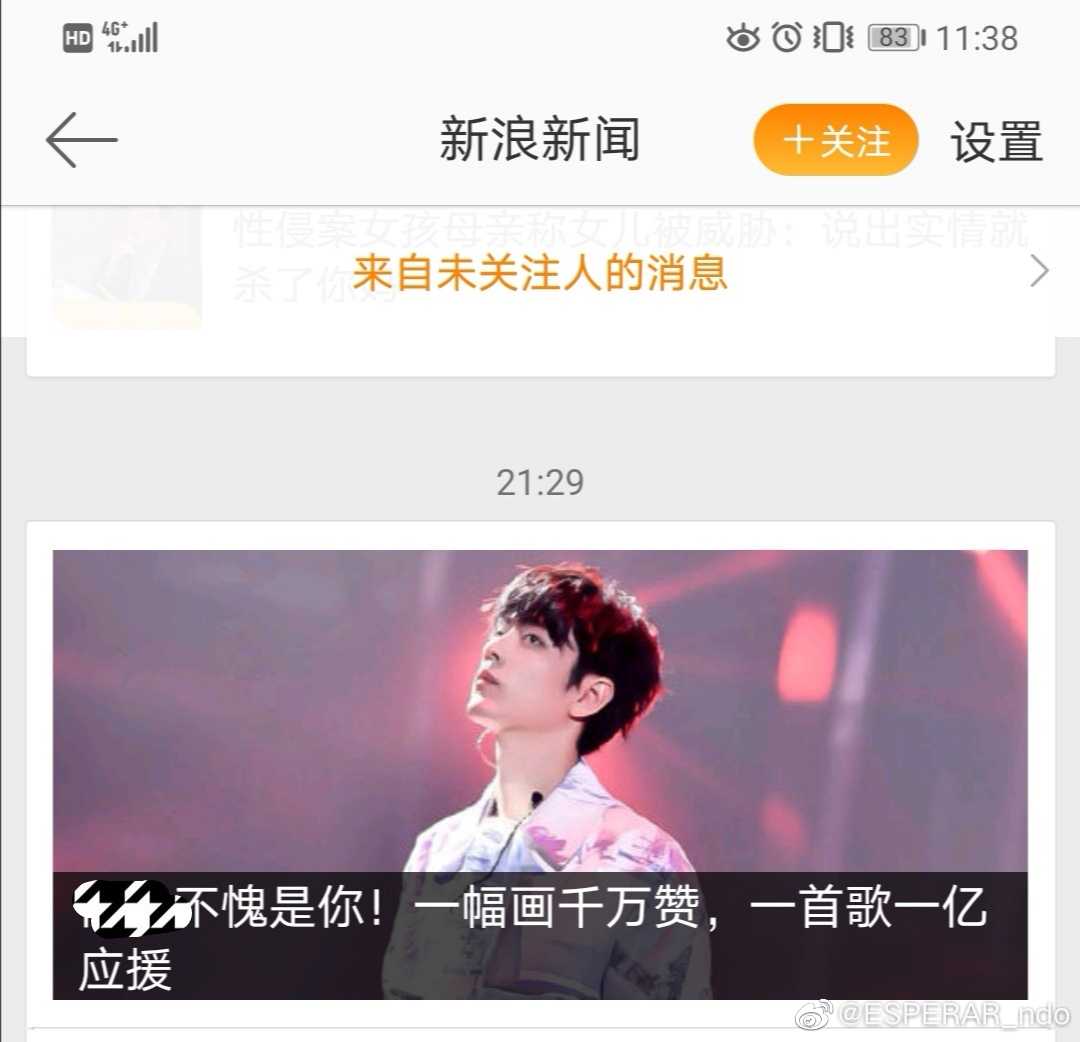 HD 4G+ 83 11:38
新浪新闻
+关注 设置
性侵案女孩母亲称女儿被威胁：说出实情就
杀了你妈
来自未关注人的消息
21:29
不愧是你！一幅画千万赞，一首歌一亿
应援
@ESPERAR_ndo